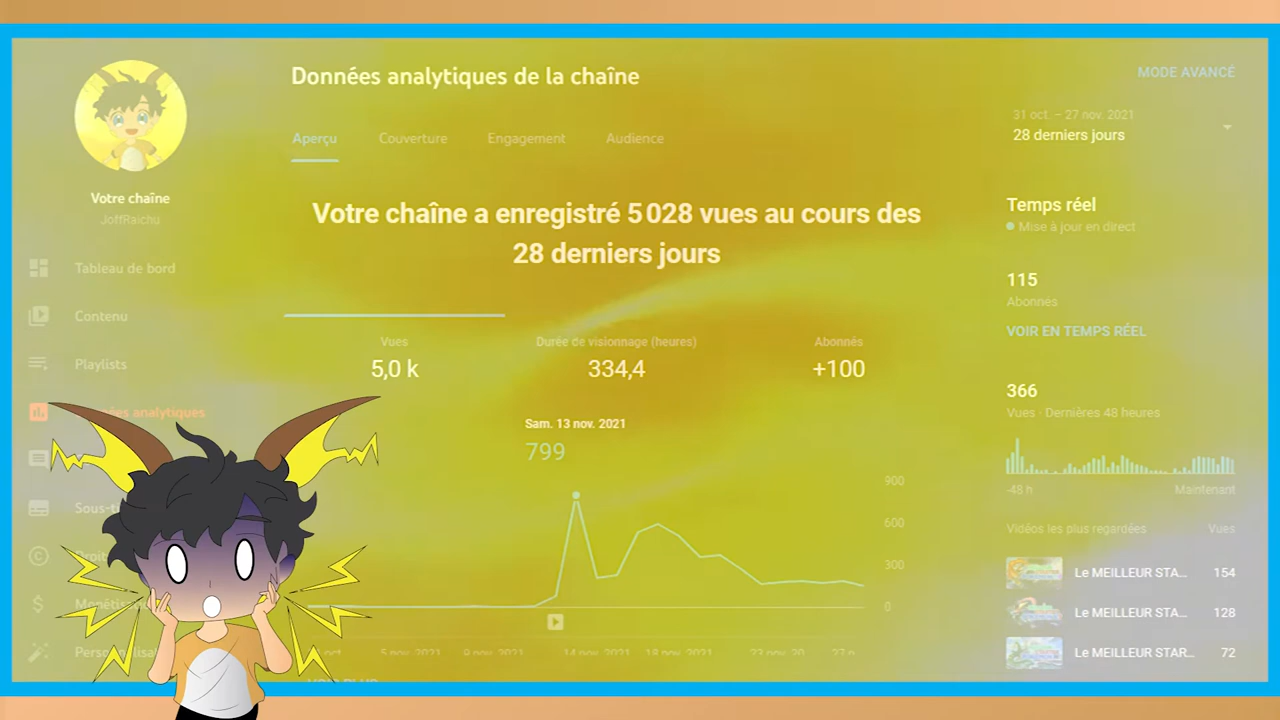 Données analytiques de la chaîne
MODE AVANCÉ
31 oct. – 27 nov. 2021
28 derniers jours
Aperçu
Couverture
Engagement
Audience
Votre chaîne
JoffRaichu
Votre chaîne a enregistré 5 028 vues au cours des
28 derniers jours
Temps réel
Mise à jour en direct
Tableau de bord
Contenu
Playlists
analytiques
115
Abonnés
VOIR EN TEMPS RÉEL
Vues
5,0 k
Durée de visionnage (heures)
334,4
Abonnés
+100
366
Vues · Dernières 48 heures
Sam. 13 nov. 2021
799
900
600
300
0
-48 h
Maintenant
Vidéos les plus regardées
Vues
Le MEILLEUR STA...
154
Le MEILLEUR STA...
128
Le MEILLEUR STAR...
72
5 nov. 2021
9 nov. 2021
14 nov. 2021
18 nov. 2021
VOIR PLUS